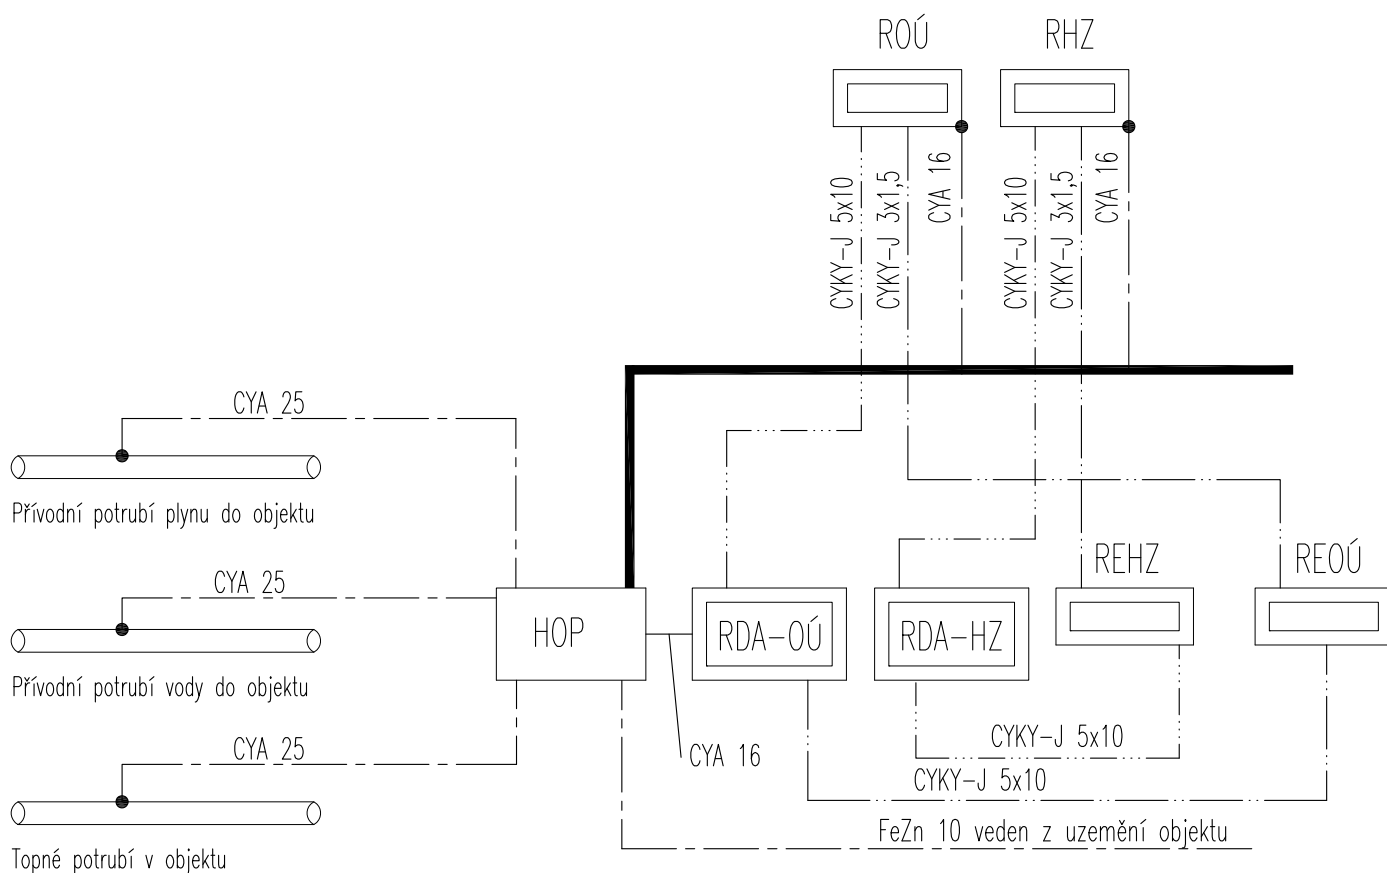 ROÚ
RHZ
CYKY-J 5x10
CYKY-J 3x1,5
CYA 16
CYKY-J 5x10
CYKY-J 3x1,5
CYA 16
CYA 25
Přívodní potrubí plynu do objektu
CYA 25
Přívodní potrubí vody do objektu
CYA 25
Topné potrubí v objektu
HOP
RDA-OÚ
RDA-HZ
REHZ
REOÚ
CYA 16
CYKY-J 5x10
CYKY-J 5x10
FeZn 10 veden z uzemění objektu